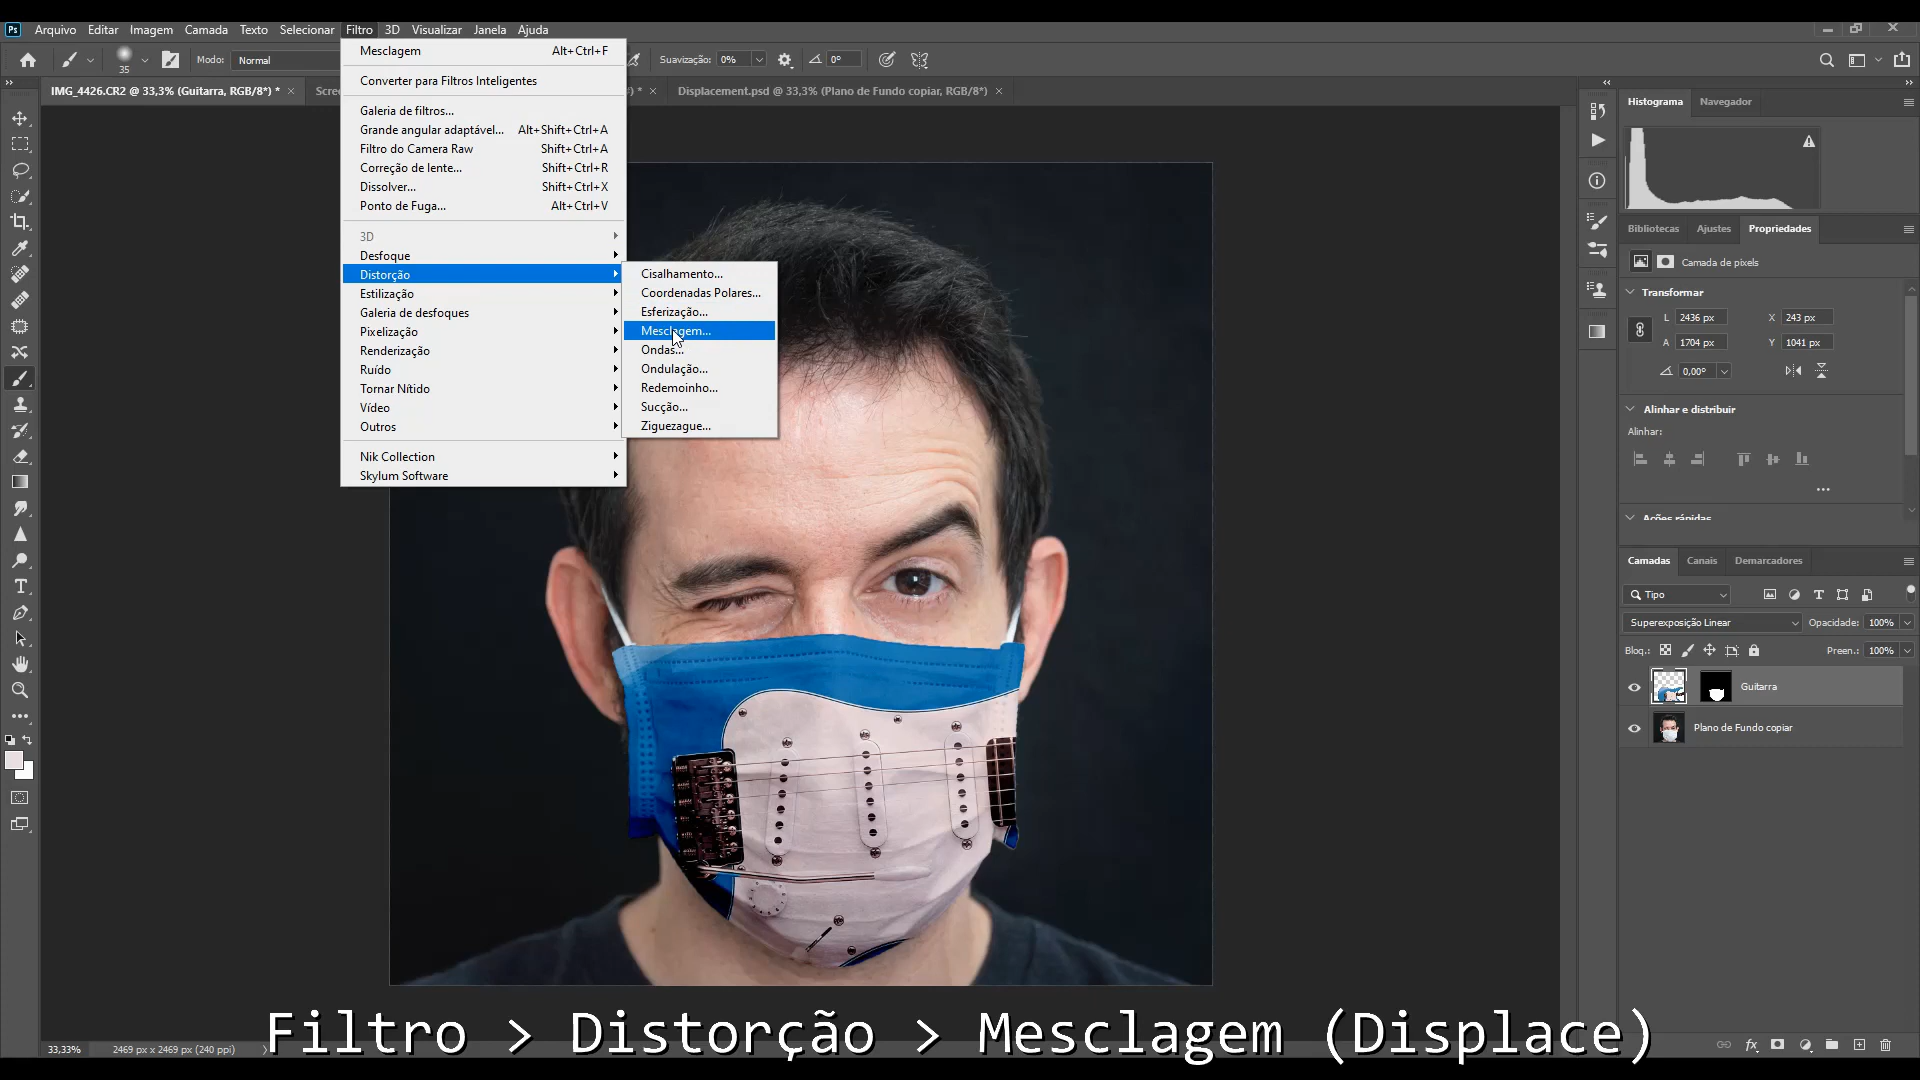 Ps Arquivo Editar Imagem Camada Texto Selecionar Filtro 3D Visualizar Janela Ajuda
35 Modo: Normal Suavização: 0% 0°
IMG_4426.CR2 @ 33,3% (Guitarra, RGB/8*) * × Scree * × Displacement.psd @ 33,3% (Plano de Fundo copiar, RGB/8*) ×
Mesclagem Alt+Ctrl+F
Converter para Filtros Inteligentes
Galeria de filtros...
Grande angular adaptável... Alt+Shift+Ctrl+A
Filtro do Camera Raw Shift+Ctrl+A
Correção de lente... Shift+Ctrl+R
Dissolver... Shift+Ctrl+X
Ponto de Fuga... Alt+Ctrl+V
3D
Desfoque
Distorção
Estilização
Galeria de desfoques
Pixelização
Renderização
Ruído
Tornar Nítido
Vídeo
Outros
Nik Collection
Skylum Software
Cisalhamento...
Coordenadas Polares...
Esferização...
Mesclagem...
Ondas...
Ondulação...
Redemoinho...
Sucção...
Ziguezague...
Histograma Navegador
Bibliotecas Ajustes Propriedades
Camada de pixels
Transformar
L 2436 px X 243 px
A 1704 px Y 1041 px
0,00°
Alinhar e distribuir
Alinhar:
Ações rápidas
Camadas Canais Demarcadores
Tipo
Superexposição Linear Opacidade: 100%
Bloq.: Preen.: 100%
Guitarra
Plano de Fundo copiar
33,33% 2469 px x 2469 px (240 ppi)
Filtro > Distorção > Mesclagem (Displace)